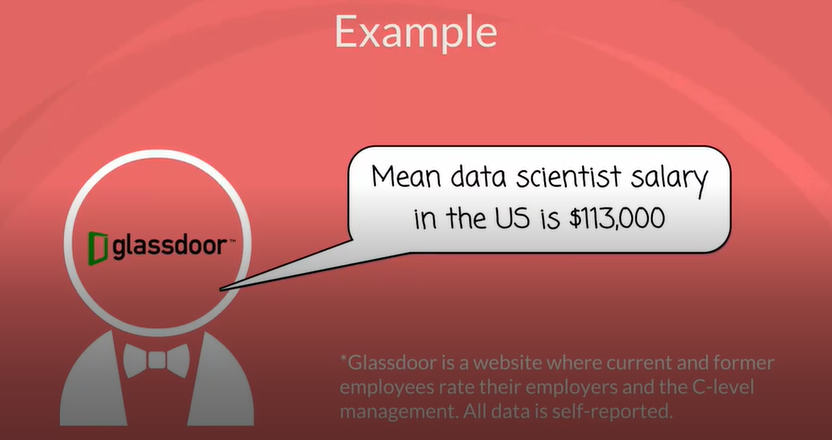 Example
Mean data scientist salary
in the US is $113,000
glassdoor™
*Glassdoor is a website where current and former
employees rate their employers and the C-level
management. All data is self-reported.